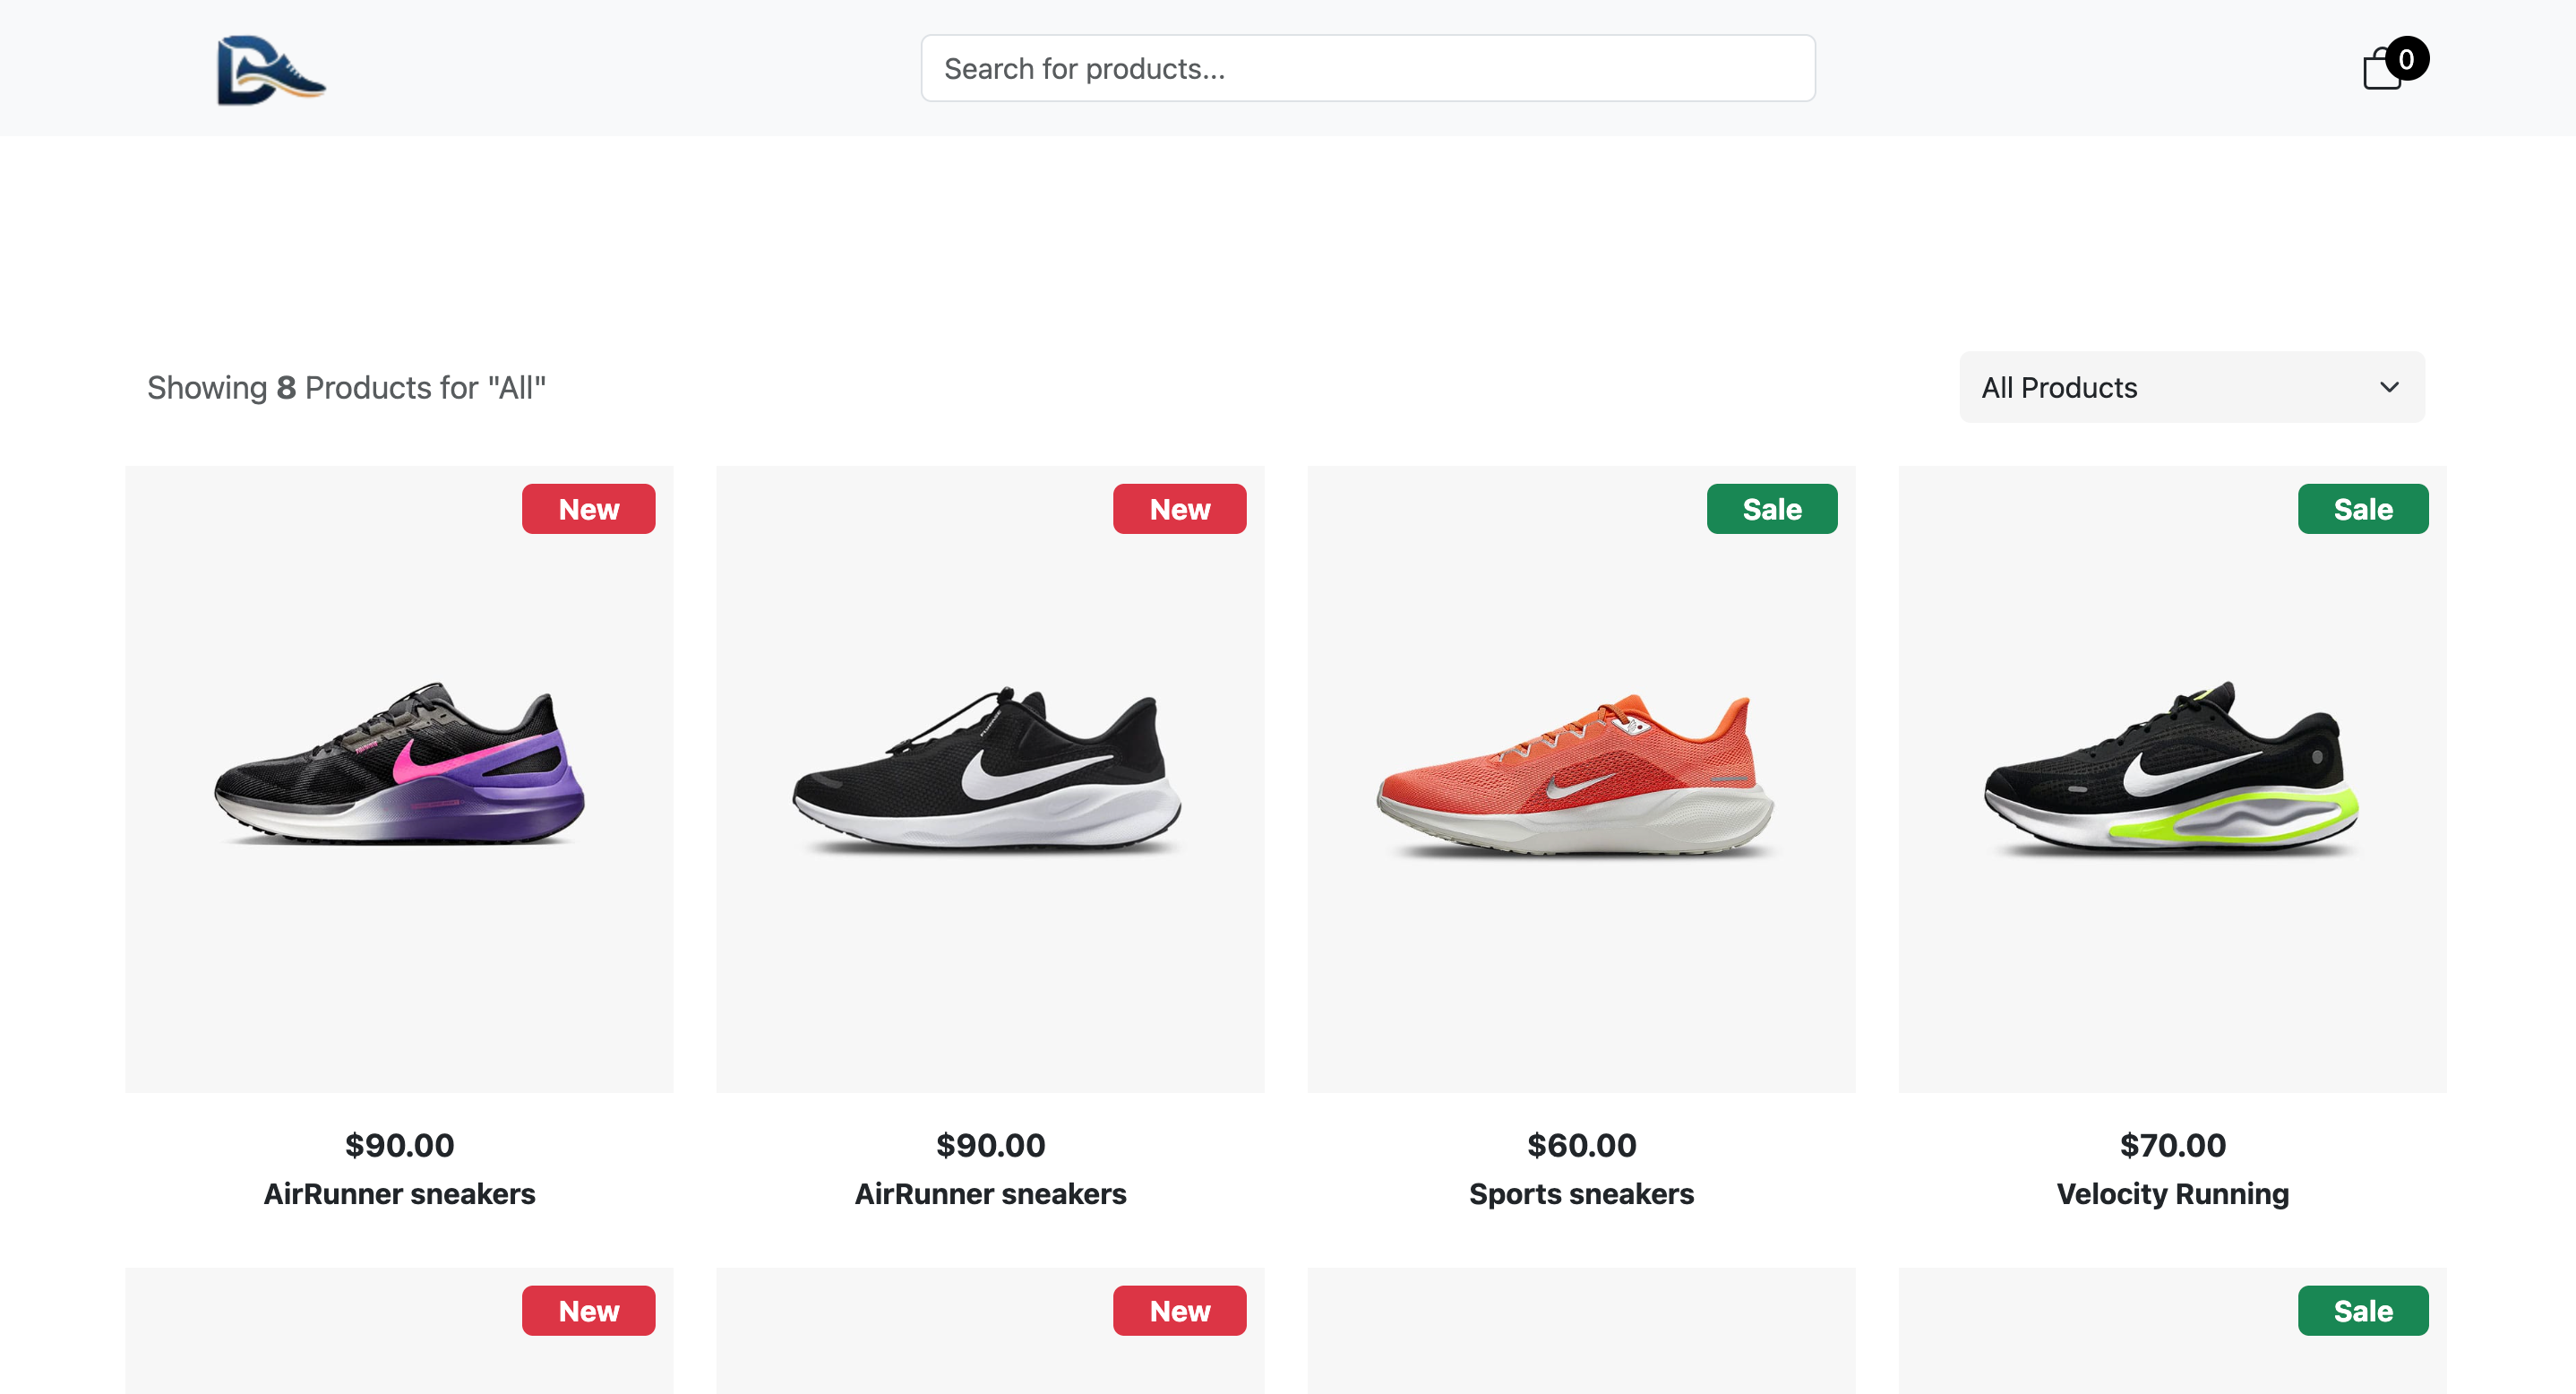 Search for products...
0
Showing 8 Products for "All"
All Products
New
New
Sale
Sale
$90.00
AirRunner sneakers
$90.00
AirRunner sneakers
$60.00
Sports sneakers
$70.00
Velocity Running
New
New
Sale